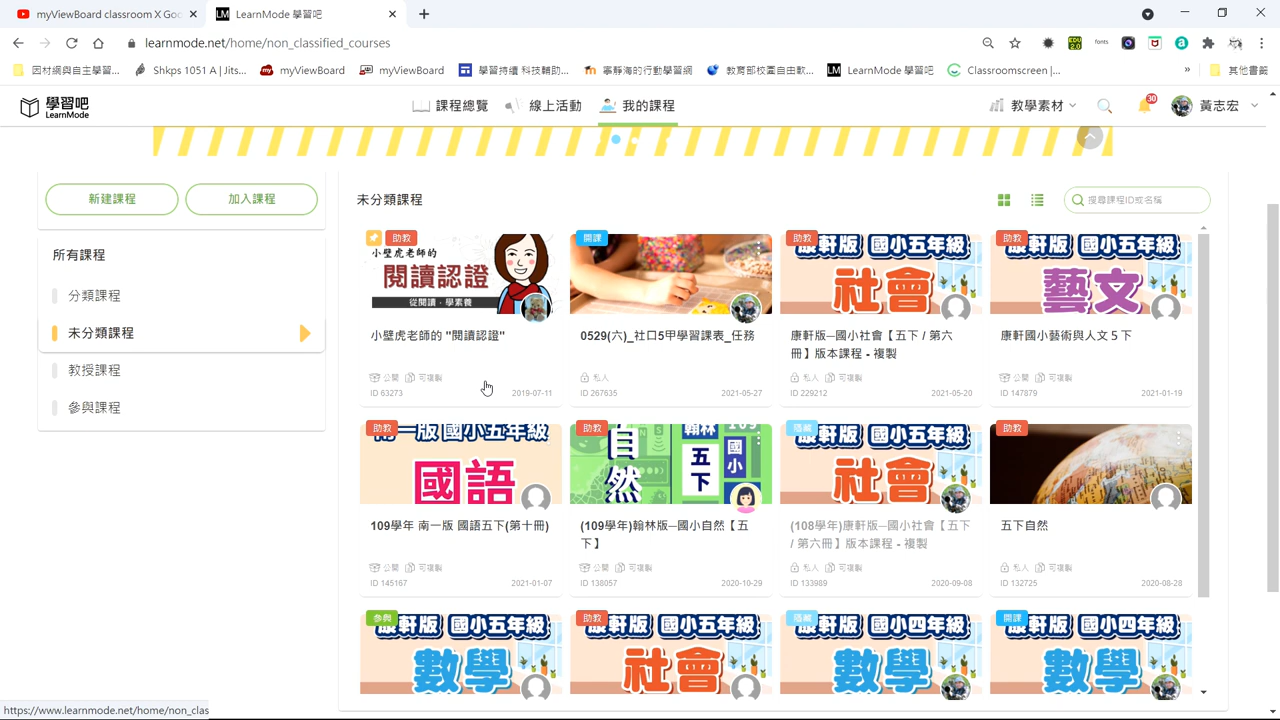 myViewBoard classroom X Goo
LearnMode 學習吧
learnmode.net/home/non_classified_courses
因材網與自主學習...
Shkps 1051 A | Jits...
myViewBoard
myViewBoard
學習持續 科技輔助...
寧靜海的行動學習網
教育部校園自由軟...
LearnMode 學習吧
Classroomscreen |...
其他書籤
學習吧
LearnMode
課程總覽
線上活動
我的課程
教學素材
30
黃志宏
新建課程
加入課程
所有課程
分類課程
未分類課程
教授課程
參與課程
未分類課程
搜尋課程ID或名稱
助教
小壁虎老師的
閱讀認證
從閱讀．學素養
小壁虎老師的 "閱讀認證"
公開 可複製
ID 63273 2019-07-11
開課
0529(六)_社口5甲學習課表_任務
私人
ID 267635 2021-05-27
助教
康軒版 國小五年級
社會
康軒版─國小社會【五下 / 第六
冊】版本課程 - 複製
私人 可複製
ID 229212 2021-05-20
助教
康軒版 國小五年級
藝文
康軒國小藝術與人文５下
公開 可複製
ID 147879 2021-01-19
助教
南一版 國小五年級
國語
109學年 南一版 國語五下(第十冊)
公開 可複製
ID 145167 2021-01-07
助教
自然
翰林
109
五下
國小
(109學年)翰林版─國小自然【五
下】
公開 可複製
ID 138057 2020-10-29
隱藏
康軒版 國小五年級
社會
(108學年)康軒版─國小社會【五下
/ 第六冊】版本課程 - 複製
私人 可複製
ID 133989 2020-09-08
助教
五下自然
私人 可複製
ID 132725 2020-08-28
參與
康軒版 國小五年級
數學
助教
康軒版 國小五年級
社會
隱藏
康軒版 國小四年級
數學
開課
康軒版 國小四年級
數學
https://www.learnmode.net/home/non_clas